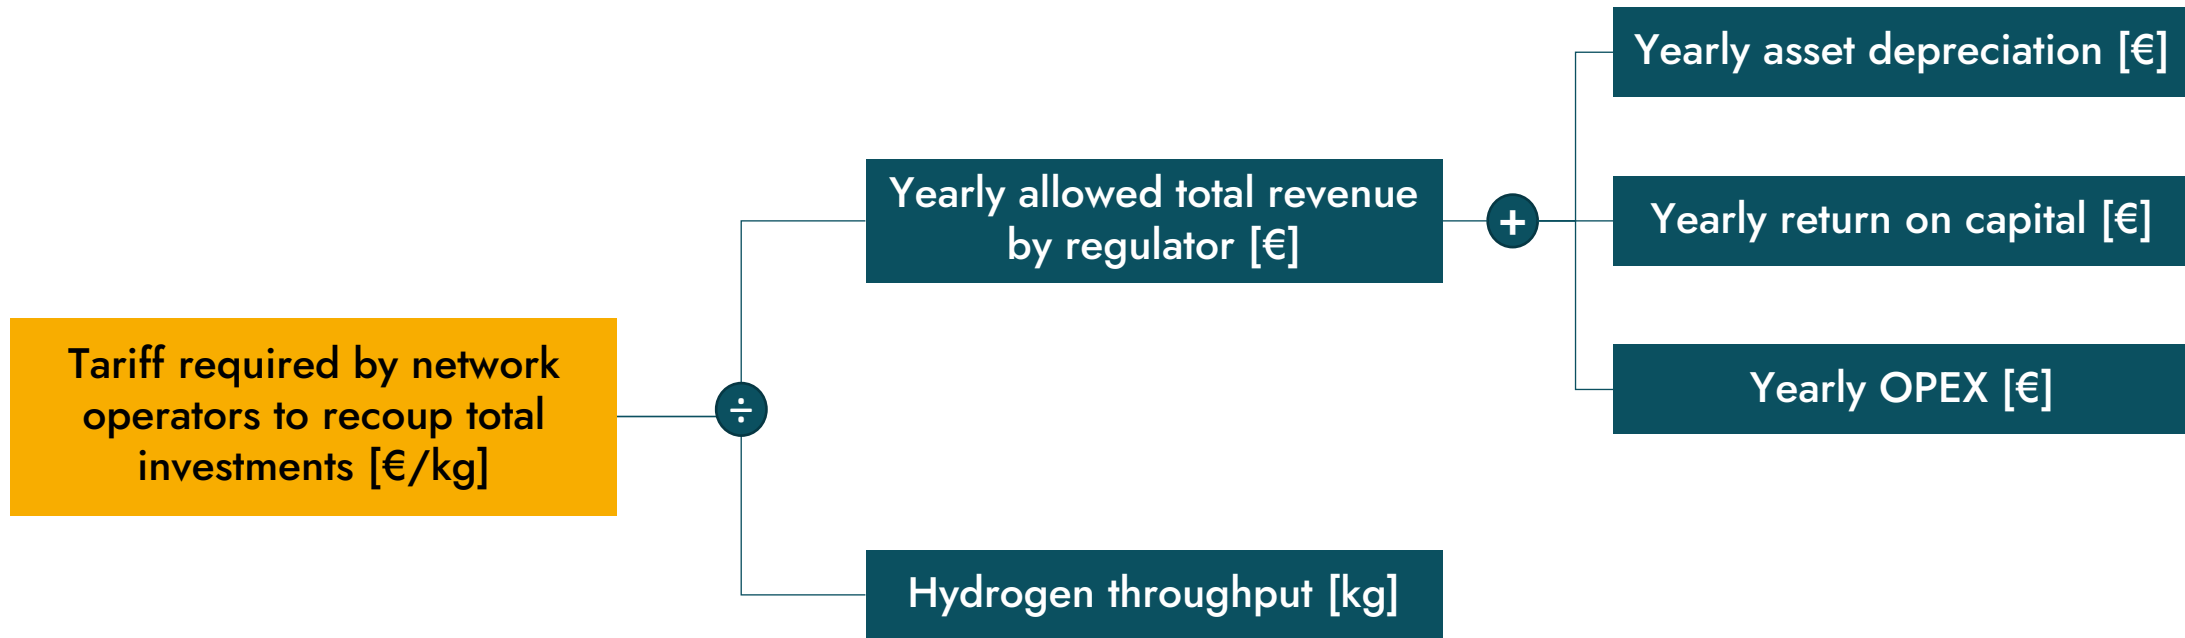 Tariff required by network
operators to recoup total
investments [€/kg]
÷
Yearly allowed total revenue
by regulator [€]
Hydrogen throughput [kg]
+
Yearly asset depreciation [€]
Yearly return on capital [€]
Yearly OPEX [€]